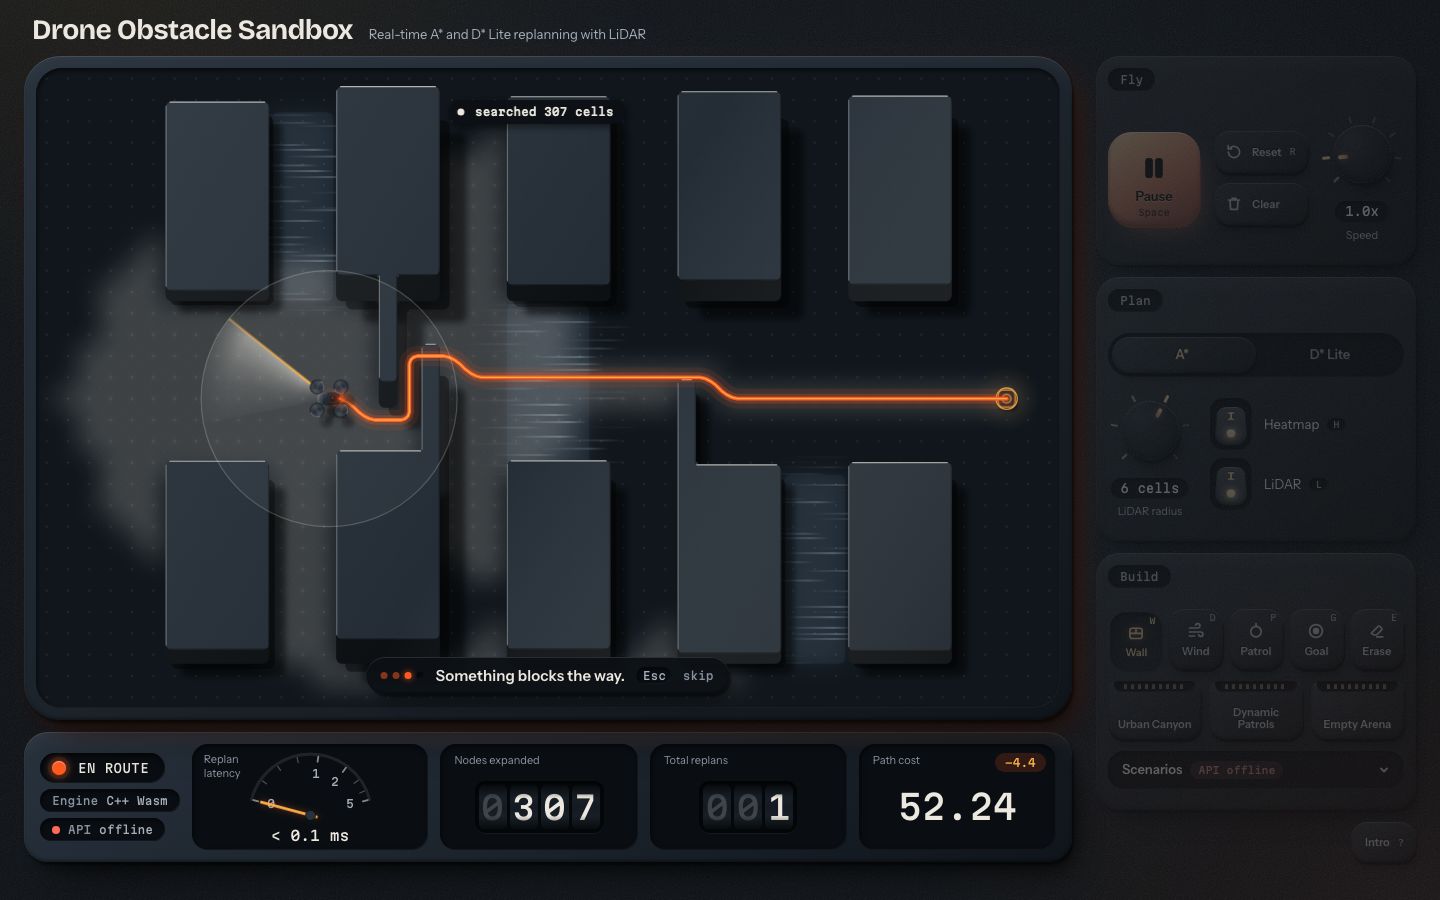 Drone Obstacle Sandbox Real-time A* and D* Lite replanning with LiDAR
searched 307 cells
Something blocks the way. Esc skip
EN ROUTE
Engine C++ Wasm
API offline
Replan
latency
0 1 2 5
< 0.1 ms
Nodes expanded
0307
Total replans
001
Path cost
-4.4
52.24
Fly
Pause
Space
Reset R
Clear
1.0x
Speed
Plan
A* D* Lite
6 cells
LiDAR radius
I
Heatmap H
I
LiDAR L
Build
W
Wall
D
Wind
P
Patrol
G
Goal
E
Erase
Urban Canyon
Dynamic
Patrols
Empty Arena
Scenarios API offline
Intro ?